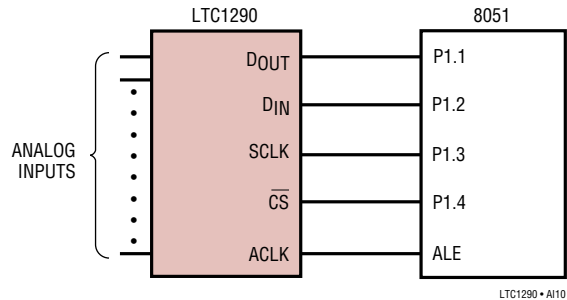 LTC1290 8051
DOUT P1.1
DIN P1.2
SCLK P1.3
ANALOG
INPUTS
CS P1.4
ACLK ALE
LTC1290 • AI10